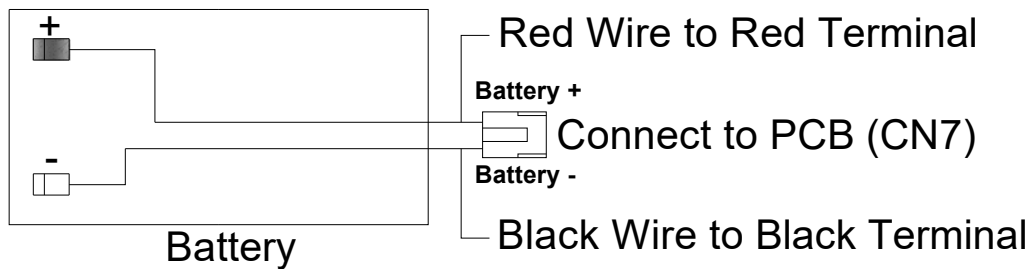 +
Red Wire to Red Terminal
Battery +
Connect to PCB (CN7)
-
Battery -
Black Wire to Black Terminal
Battery